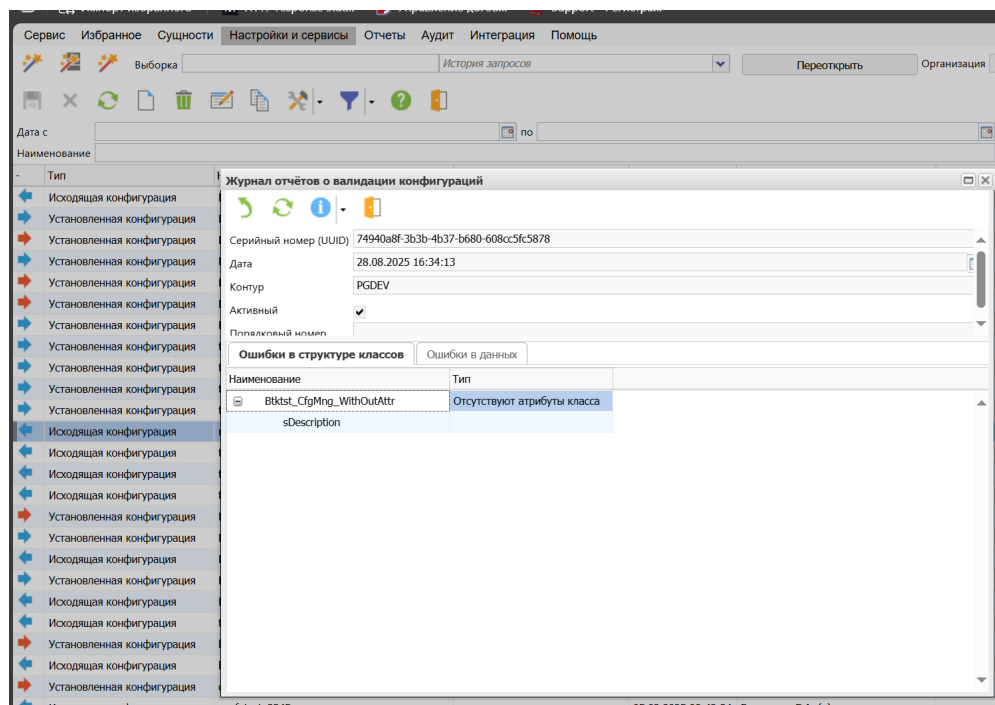 Сервис Избранное Сущности Настройки и сервисы Отчеты Аудит Интеграция Помощь
Выборка История запросов Переоткрыть Организация
Дата с по
Наименование
- Тип
Журнал отчётов о валидации конфигураций
Серийный номер (UUID) 74940a8f-3b3b-4b37-b680-608cc5fc5878
Дата 28.08.2025 16:34:13
Контур PGDEV
Активный
Порядковый номер
Ошибки в структуре классов Ошибки в данных
Наименование Тип
Btktst_CfgMng_WithOutAttr Отсутствуют атрибуты класса
sDescription
Исходящая конфигурация
Установленная конфигурация
Установленная конфигурация
Установленная конфигурация
Установленная конфигурация
Установленная конфигурация
Установленная конфигурация
Установленная конфигурация
Установленная конфигурация
Установленная конфигурация
Установленная конфигурация
Исходящая конфигурация
Исходящая конфигурация
Исходящая конфигурация
Исходящая конфигурация
Установленная конфигурация
Установленная конфигурация
Исходящая конфигурация
Установленная конфигурация
Исходящая конфигурация
Исходящая конфигурация
Установленная конфигурация
Исходящая конфигурация
Установленная конфигурация